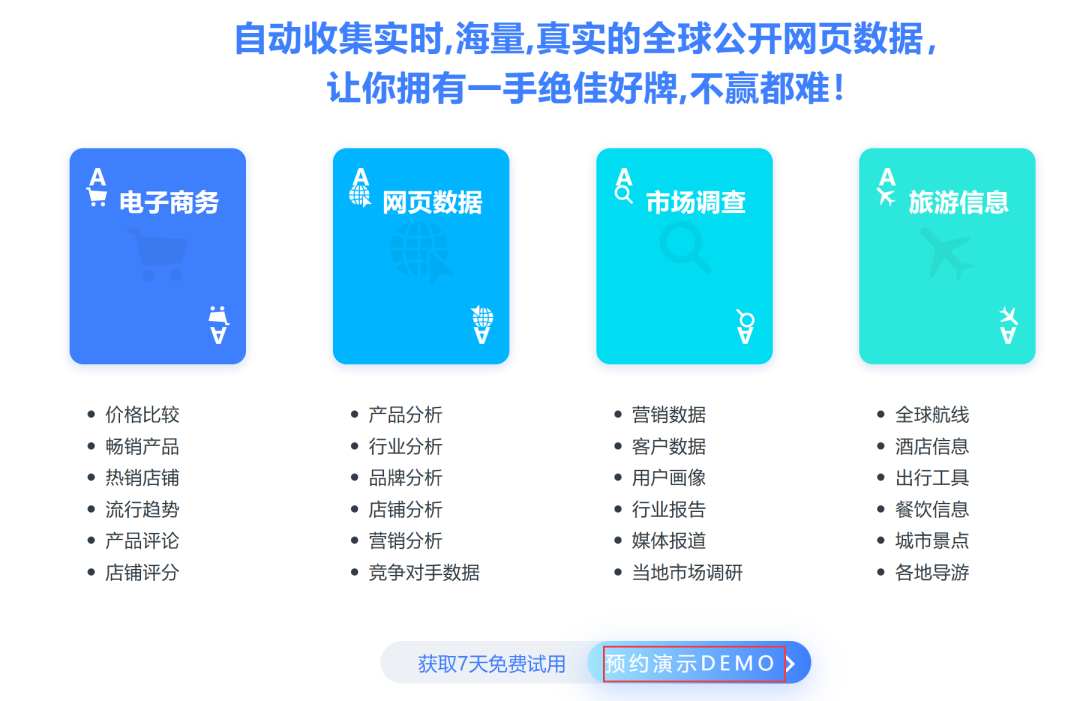 自动收集实时,海量,真实的全球公开网页数据，
让你拥有一手绝佳好牌,不赢都难！
A
电子商务
A
A
网页数据
A
A
市场调查
A
A
旅游信息
A
价格比较
畅销产品
热销店铺
流行趋势
产品评论
店铺评分
产品分析
行业分析
品牌分析
店铺分析
营销分析
竞争对手数据
营销数据
客户数据
用户画像
行业报告
媒体报道
当地市场调研
全球航线
酒店信息
出行工具
餐饮信息
城市景点
各地导游
获取7天免费试用
预约演示DEMO